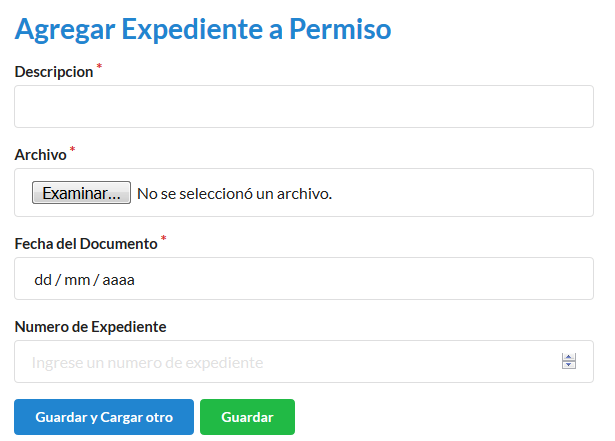 Agregar Expediente a Permiso
Descripcion *
Archivo *
Examinar... No se seleccionó un archivo.
Fecha del Documento *
dd / mm / aaaa
Numero de Expediente
Ingrese un numero de expediente
Guardar y Cargar otro Guardar